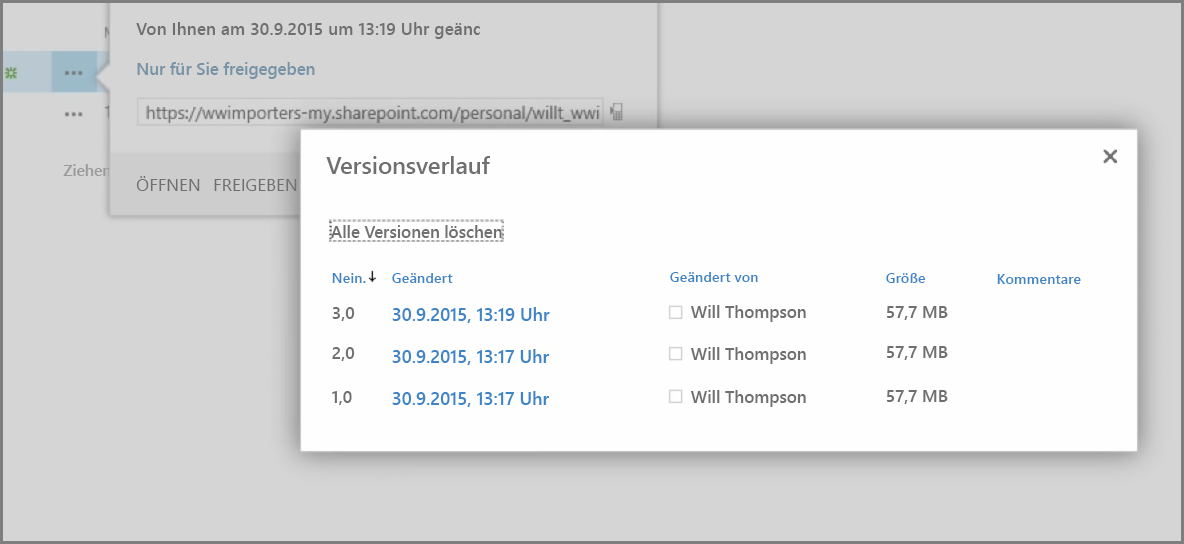 Von Ihnen am 30.9.2015 um 13:19 Uhr geänc
Nur für Sie freigegeben
https://wwimporters-my.sharepoint.com/personal/willt_wwi
Ziehen
ÖFFNEN FREIGEBEN
Versionsverlauf
Alle Versionen löschen
Nein. Geändert Geändert von Größe Kommentare
3,0 30.9.2015, 13:19 Uhr Will Thompson 57,7 MB
2,0 30.9.2015, 13:17 Uhr Will Thompson 57,7 MB
1,0 30.9.2015, 13:17 Uhr Will Thompson 57,7 MB